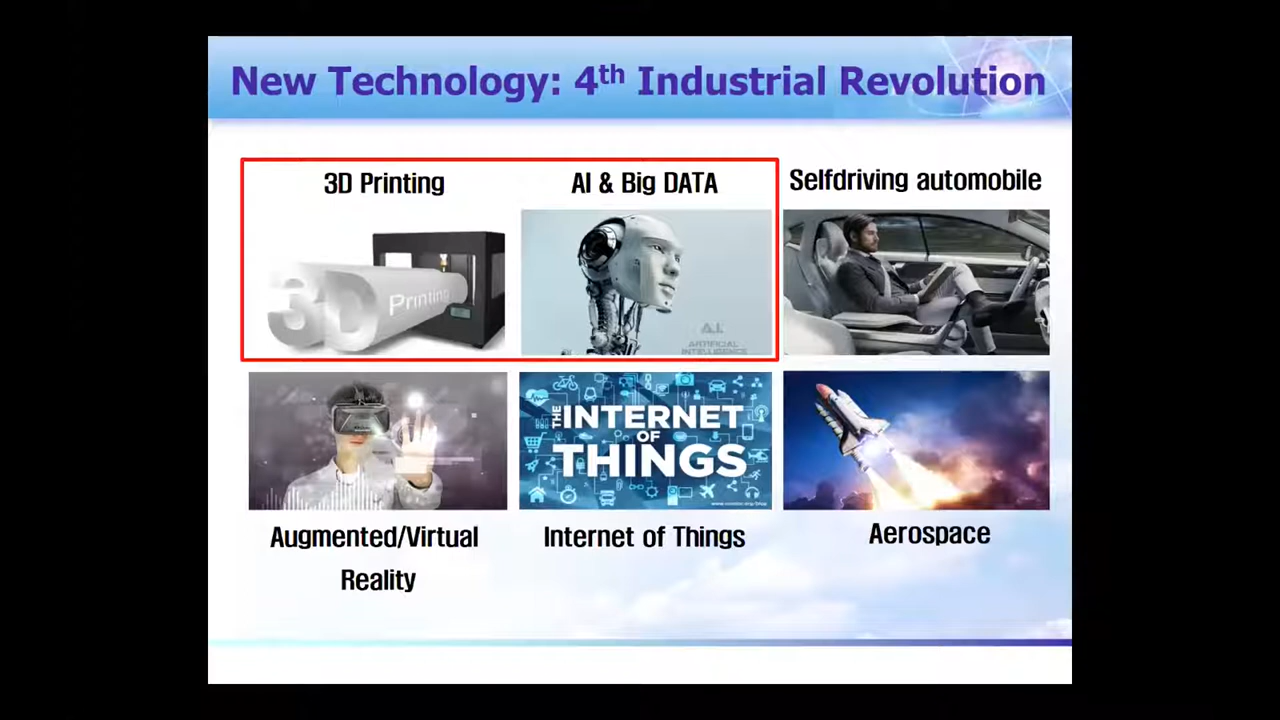 New Technology: 4th Industrial Revolution
3D Printing
AI & Big DATA
Selfdriving automobile
3D Printing
A.I.
ARTIFICIAL
INTELLIGENCE
THE INTERNET
OF
THINGS
Augmented/Virtual
Reality
Internet of Things
Aerospace